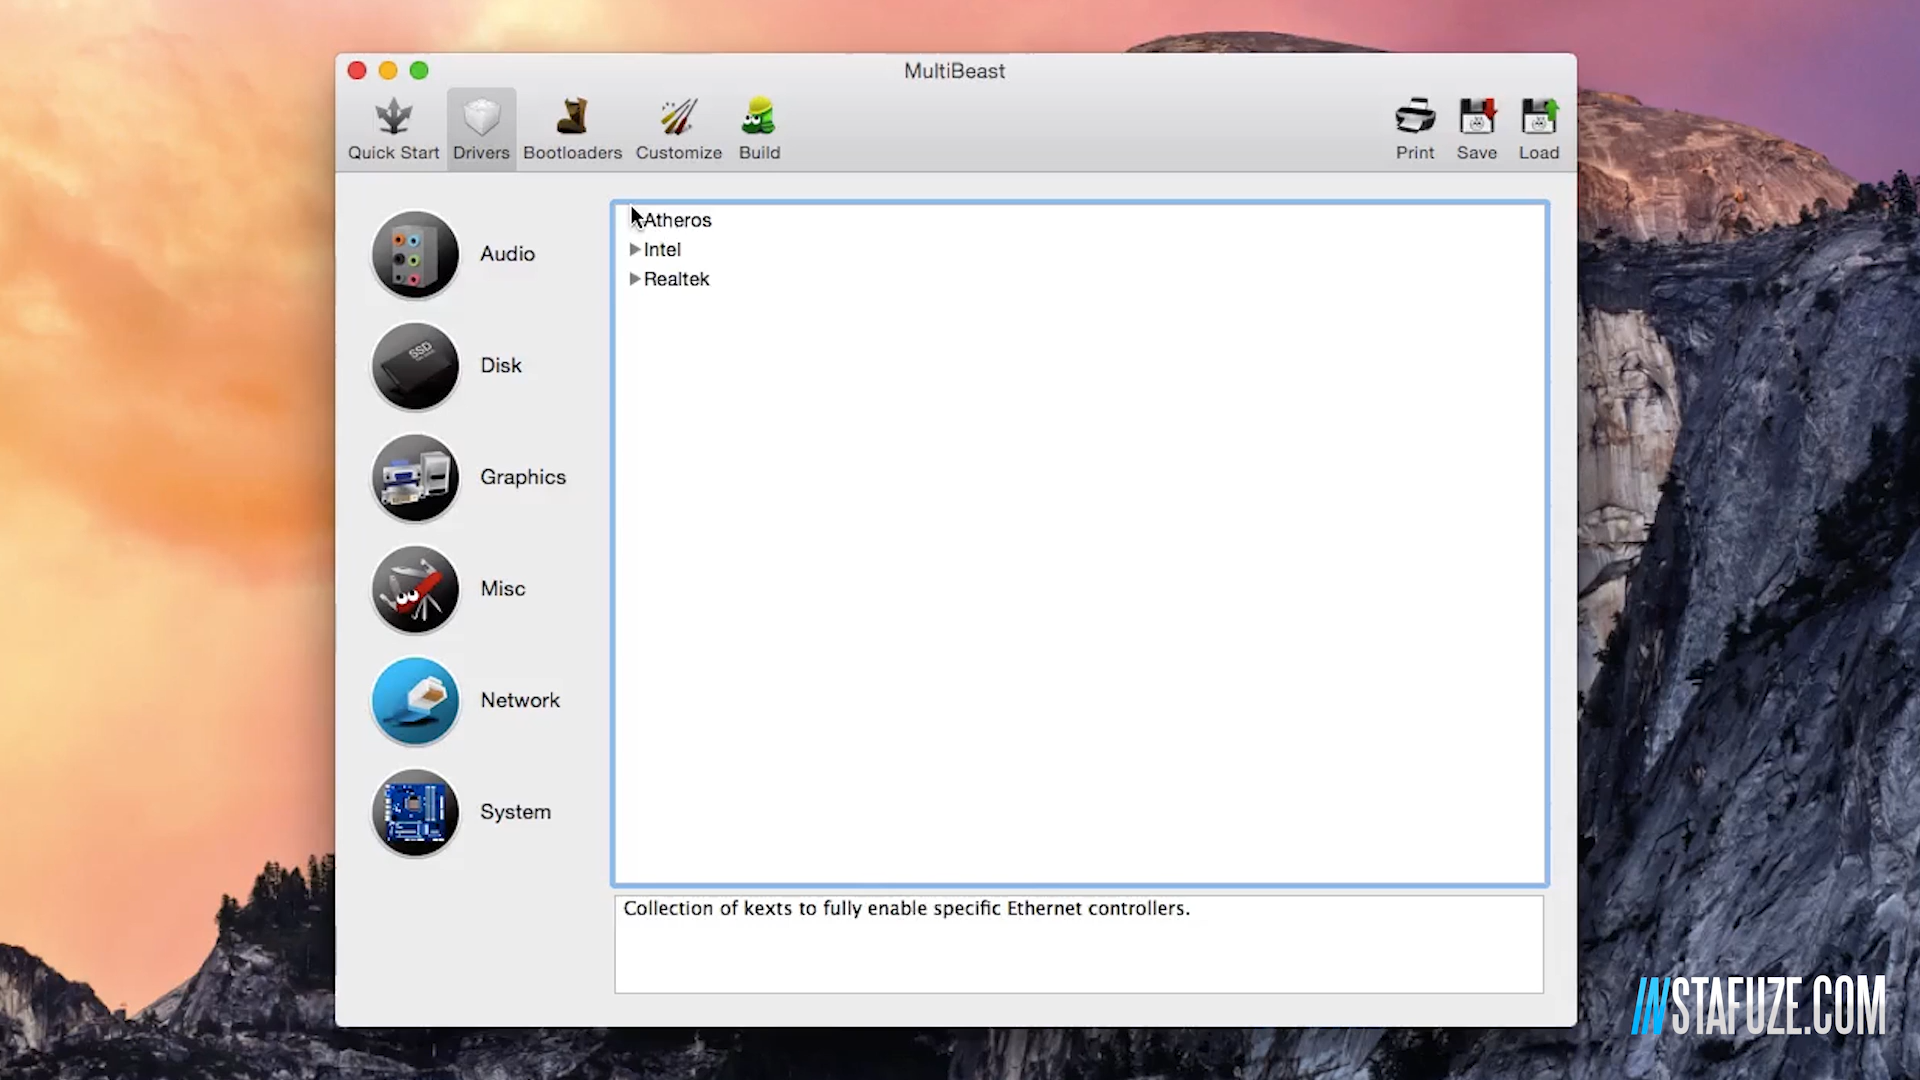 MultiBeast
Quick Start
Drivers
Bootloaders
Customize
Build
Print
Save
Load
Audio
Disk
Graphics
Misc
Network
System
SSD
Atheros
Intel
Realtek
Collection of kexts to fully enable specific Ethernet controllers.
INSTAFUZE.COM